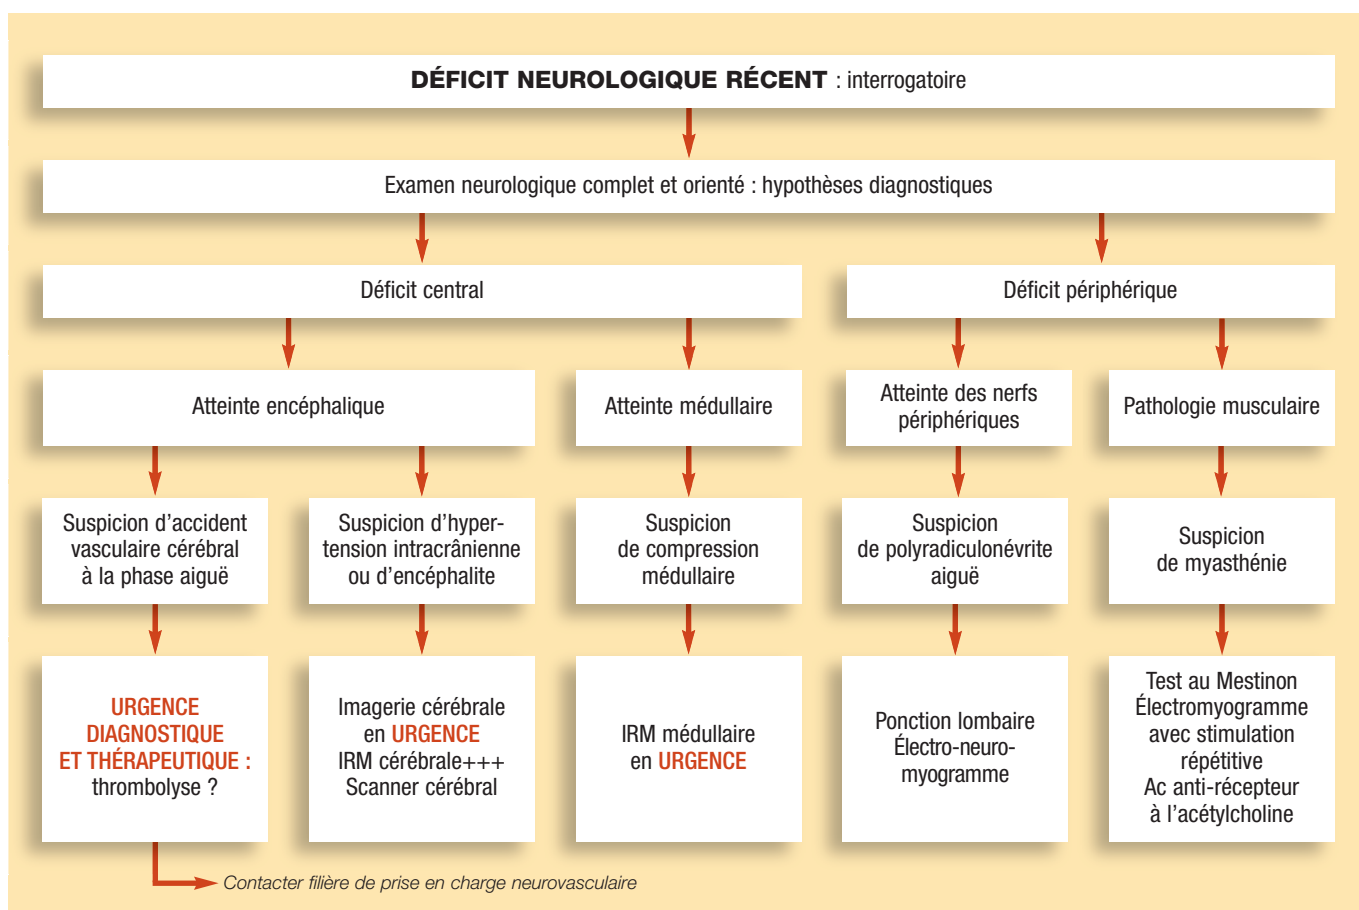 DÉFICIT NEUROLOGIQUE RÉCENT : interrogatoire
Examen neurologique complet et orienté : hypothèses diagnostiques
Déficit central
Déficit périphérique
Atteinte encéphalique
Atteinte médullaire
Atteinte des nerfs
périphériques
Pathologie musculaire
Suspicion d'accident
vasculaire cérébral
à la phase aiguë
Suspicion d'hyper-
tension intracrânienne
ou d'encéphalite
Suspicion
de compression
médullaire
Suspicion
de polyradiculonévrite
aiguë
Suspicion
de myasthénie
URGENCE
DIAGNOSTIQUE
ET THÉRAPEUTIQUE :
thrombolyse ?
Imagerie cérébrale
en URGENCE
IRM cérébrale+++
Scanner cérébral
IRM médullaire
en URGENCE
Ponction lombaire
Électro-neuro-
myogramme
Test au Mestinon
Électromyogramme
avec stimulation
répétitive
Ac anti-récepteur
à l'acétylcholine
Contacter filière de prise en charge neurovasculaire